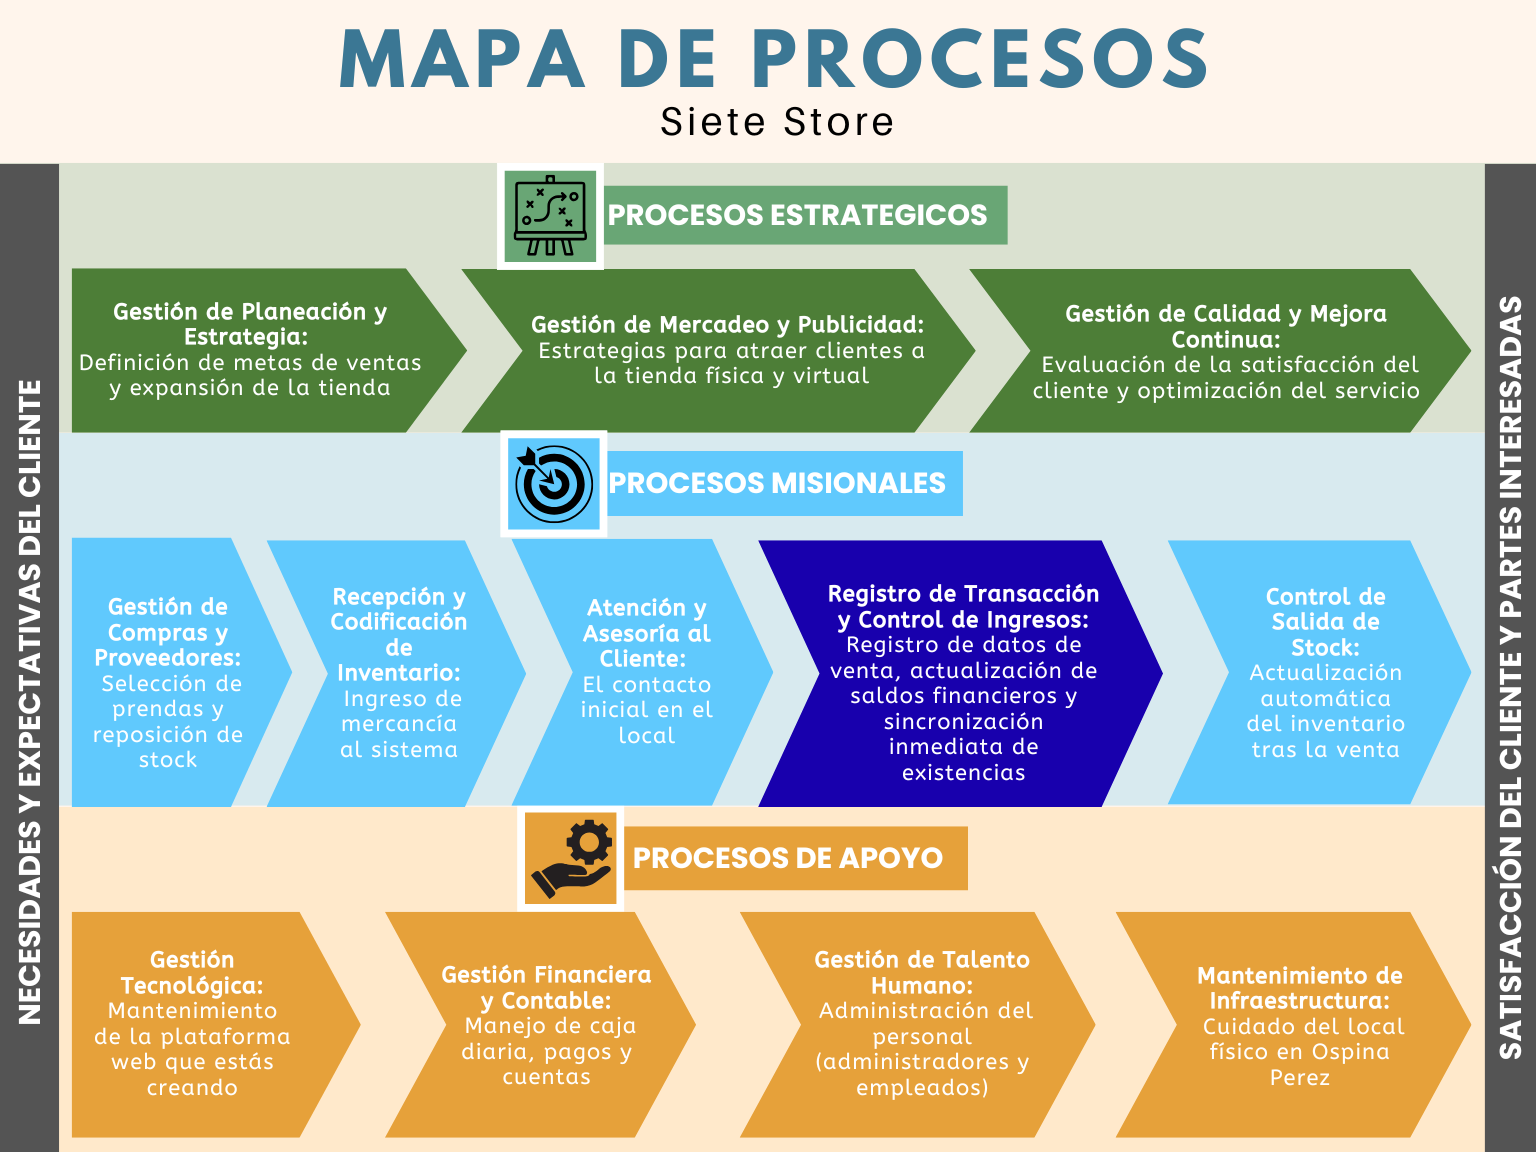 MAPA DE PROCESOS
Siete Store
NECESIDADES Y EXPECTATIVAS DEL CLIENTE
PROCESOS ESTRATEGICOS
Gestión de Planeación y
Estrategia:
Definición de metas de ventas
y expansión de la tienda
Gestión de Mercadeo y Publicidad:
Estrategias para atraer clientes a
la tienda física y virtual
Gestión de Calidad y Mejora
Continua:
Evaluación de la satisfacción del
cliente y optimización del servicio
PROCESOS MISIONALES
Gestión de
Compras y
Proveedores:
Selección de
prendas y
reposición de
stock
Recepción y
Codificación
de
Inventario:
Ingreso de
mercancía
al sistema
Atención y
Asesoría al
Cliente:
El contacto
inicial en el
local
Registro de Transacción
y Control de Ingresos:
Registro de datos de
venta, actualización de
saldos financieros y
sincronización
inmediata de
existencias
Control de
Salida de
Stock:
Actualización
automática
del inventario
tras la venta
PROCESOS DE APOYO
Gestión
Tecnológica:
Mantenimiento
de la plataforma
web que estás
creando
Gestión Financiera
y Contable:
Manejo de caja
diaria, pagos y
cuentas
Gestión de Talento
Humano:
Administración del
personal
(administradores y
empleados)
Mantenimiento de
Infraestructura:
Cuidado del local
físico en Ospina
Perez
SATISFACCIÓN DEL CLIENTE Y PARTES INTERESADAS